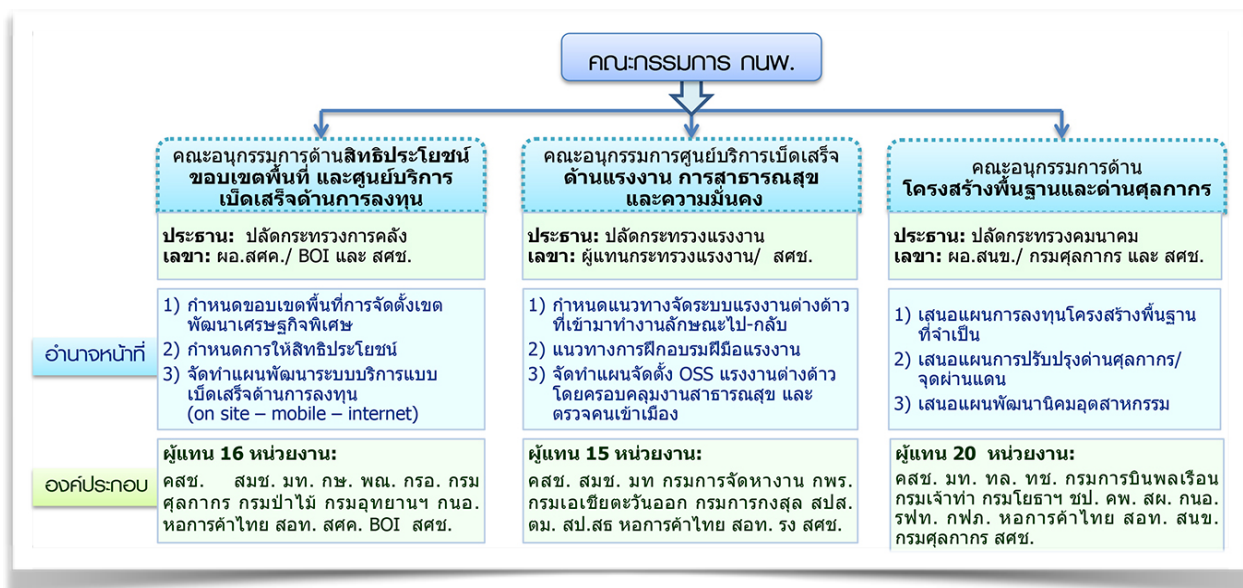 คณะกรรมการ กนพ.
คณะอนุกรรมการด้านสิทธิประโยชน์
ขอบเขตพื้นที่ และศูนย์บริการ
เบ็ดเสร็จด้านการลงทุน
ประธาน: ปลัดกระทรวงการคลัง
เลขา: ผอ.สศค./ BOI และ สศช.
คณะอนุกรรมการศูนย์บริการเบ็ดเสร็จ
ด้านแรงงาน การสาธารณสุข
และความมั่นคง
ประธาน: ปลัดกระทรวงแรงงาน
เลขา: ผู้แทนกระทรวงแรงงาน/ สศช.
คณะอนุกรรมการด้าน
โครงสร้างพื้นฐานและด่านศุลกากร
ประธาน: ปลัดกระทรวงคมนาคม
เลขา: ผอ.สนข./ กรมศุลกากร และ สศช.
อำนาจหน้าที่
1) กำหนดขอบเขตพื้นที่การจัดตั้งเขต
พัฒนาเศรษฐกิจพิเศษ
2) กำหนดการให้สิทธิประโยชน์
3) จัดทำแผนพัฒนาระบบบริการแบบ
เบ็ดเสร็จด้านการลงทุน
(on site – mobile – internet)
1) กำหนดแนวทางจัดระบบแรงงานต่างด้าว
ที่เข้ามาทำงานลักษณะไป-กลับ
2) แนวทางการฝึกอบรมฝีมือแรงงาน
3) จัดทำแผนจัดตั้ง OSS แรงงานต่างด้าว
โดยครอบคลุมงานสาธารณสุข และ
ตรวจคนเข้าเมือง
1) เสนอแผนการลงทุนโครงสร้างพื้นฐาน
ที่จำเป็น
2) เสนอแผนการปรับปรุงด่านศุลกากร/
จุดผ่านแดน
3) เสนอแผนพัฒนานิคมอุตสาหกรรม
องค์ประกอบ
ผู้แทน 16 หน่วยงาน:
คสช. สมช. มท. กษ. พณ. กรอ. กรม
ศุลกากร กรมป่าไม้ กรมอุทยานฯ กนอ.
หอการค้าไทย สอท. สศค. BOI สศช.
ผู้แทน 15 หน่วยงาน:
คสช. สมช. มท กรมการจัดหางาน กพร.
กรมเอเชียตะวันออก กรมการกงสุล สปส.
ตม. สป.สธ หอการค้าไทย สอท. รง สศช.
ผู้แทน 20 หน่วยงาน:
คสช. มท. ทล. ทช. กรมการบินพลเรือน
กรมเจ้าท่า กรมโยธาฯ ชป. คพ. สผ. กนอ.
รฟท. กฟภ. หอการค้าไทย สอท. สนข.
กรมศุลกากร สศช.